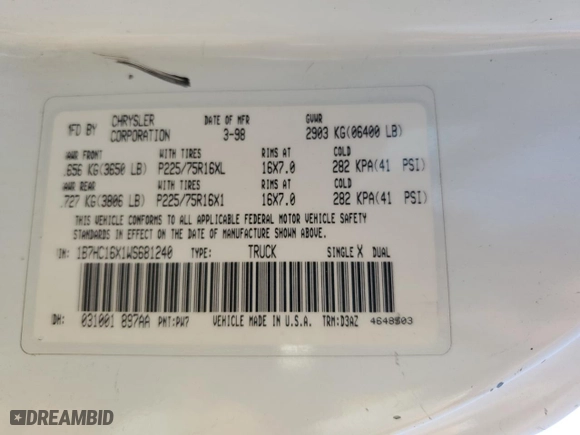 MFD BY CHRYSLER CORPORATION DATE OF MFR 3-98 GVWR 2903 KG(06400 LB)
GAWR FRONT WITH TIRES RIMS AT COLD
.656 KG(3650 LB) P225/75R16XL 16X7.0 282 KPA(41 PSI)
GAWR REAR WITH TIRES RIMS AT COLD
.727 KG(3806 LB) P225/75R16X1 16X7.0 282 KPA(41 PSI)
THIS VEHICLE CONFORMS TO ALL APPLICABLE FEDERAL MOTOR VEHICLE SAFETY
STANDARDS IN EFFECT ON THE DATE OF MANUFACTURE SHOWN ABOVE
IN: 1B7HC16X1WS681240 TYPE: TRUCK SINGLE X DUAL
DH: 031001 897AA PNT: PW7 VEHICLE MADE IN U.S.A. TRM: D3AZ
DREAMBID